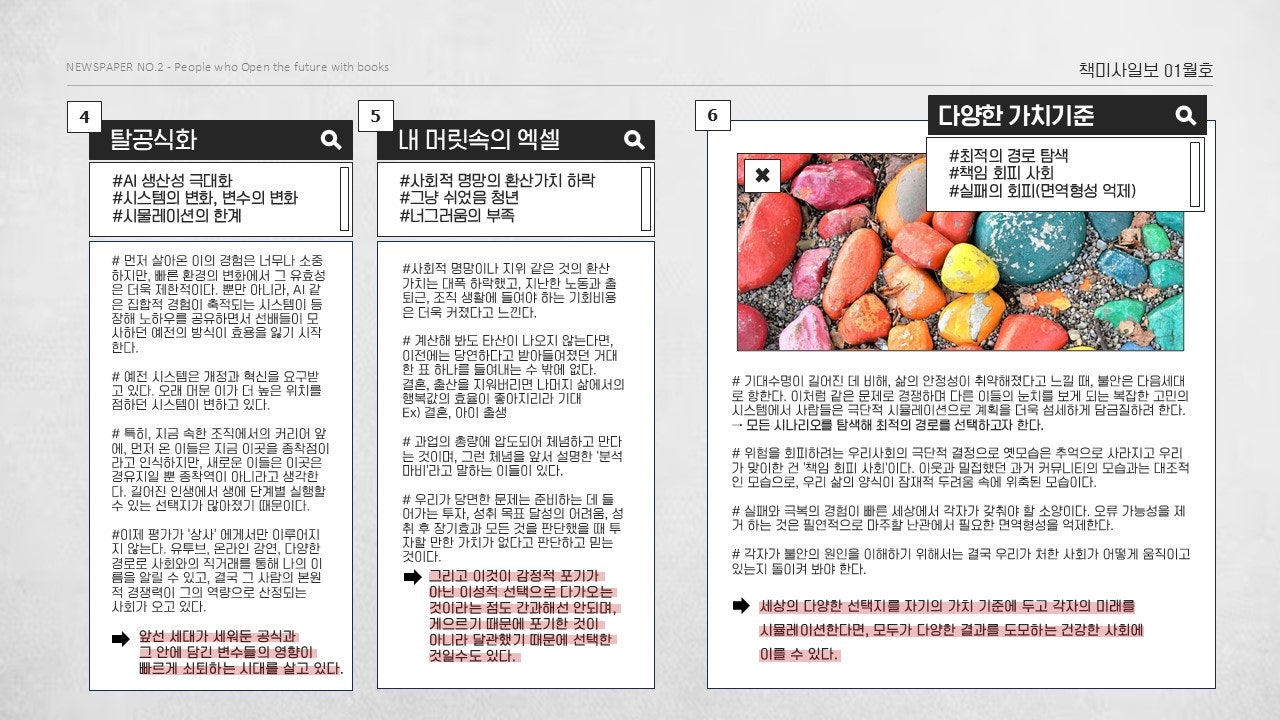 NEWSPAPER NO.2 - People who Open the future with books
책미사일보 01월호
4
탈공식화
#AI 생산성 극대화
#시스템의 변화, 변수의 변화
#시뮬레이션의 한계
# 먼저 살아온 이의 경험은 너무나 소중
하지만, 빠른 환경의 변화에서 그 유효성
은 더욱 제한적이다. 뿐만 아니라, AI 같
은 집합적 경험이 축적되는 시스템이 등
장해 노하우를 공유하면서 선배들이 모
사하던 예전의 방식이 효용을 잃기 시작
한다.
# 예전 시스템은 개정과 혁신을 요구받
고 있다. 오래 머문 이가 더 높은 위치를
점하던 시스템이 변하고 있다.
# 특히, 지금 속한 조직에서의 커리어 앞
에, 먼저 온 이들은 지금 이곳을 종착점이
라고 인식하지만, 새로운 이들은 이곳은
경유지일 뿐 종착역이 아니라고 생각한
다. 길어진 인생에서 생애 단계별 실행할
수 있는 선택지가 많아졌기 때문이다.
#이제 평가가 '상사' 에게서만 이루어지
지 않는다. 유투브, 온라인 강연, 다양한
경로로 사회와의 직거래를 통해 나의 이
름을 알릴 수 있고, 결국 그 사람의 본원
적 경쟁력이 그의 역량으로 산정되는
사회가 오고 있다.
앞선 세대가 세워둔 공식과
그 안에 담긴 변수들의 영향이
빠르게 쇠퇴하는 시대를 살고 있다.
5
내 머릿속의 엑셀
#사회적 명망의 환산가치 하락
#그냥 쉬었음 청년
#너그러움의 부족
#사회적 명망이나 지위 같은 것의 환산
가치는 대폭 하락했고, 지난한 노동과 출
퇴근, 조직 생활에 들여야 하는 기회비용
은 더욱 커졌다고 느낀다.
# 계산해 봐도 타산이 나오지 않는다면,
이전에는 당연하다고 받아들여졌던 거대
한 표 하나를 들어내는 수 밖에 없다.
결혼, 출산을 지워버리면 나머지 삶에서의
행복값의 효율이 좋아지리라 기대
Ex) 결혼, 아이 출생
# 과업의 총량에 압도되어 체념하고 만다
는 것이며, 그런 체념을 앞서 설명한 '분석
마비'라고 말하는 이들이 있다.
# 우리가 당면한 문제는 준비하는 데 들
어가는 투자, 성취 목표 달성의 어려움, 성
취 후 장기효과 모든 것을 판단했을 때 투
자할 만한 가치가 없다고 판단하고 믿는
것이다.
그리고 이것이 감정적 포기가
아닌 이성적 선택으로 다가오는
것이라는 점도 간과해선 안되며,
게으르기 때문에 포기한 것이
아니라 달관했기 때문에 선택한
것일수도 있다.
6
다양한 가치기준
#최적의 경로 탐색
#책임 회피 사회
#실패의 회피(면역형성 억제)
# 기대수명이 길어진 데 비해, 삶의 안정성이 취약해졌다고 느낄 때, 불안은 다음세대
로 향한다. 이처럼 같은 문제로 경쟁하며 다른 이들의 눈치를 보게 되는 복잡한 고민의
시스템에서 사람들은 극단적 시뮬레이션으로 계획을 더욱 섬세하게 담금질하려 한다.
→ 모든 시나리오를 탐색해 최적의 경로를 선택하고자 한다.
# 위험을 회피하려는 우리사회의 극단적 결정으로 옛모습은 추억으로 사라지고 우리
가 맞이한 건 '책임 회피 사회'이다. 이웃과 밀접했던 과거 커뮤니티의 모습과는 대조적
인 모습으로, 우리 삶의 양식이 잠재적 두려움 속에 위축된 모습이다.
# 실패와 극복의 경험이 빠른 세상에서 각자가 갖춰야 할 소양이다. 오류 가능성을 제
거 하는 것은 필연적으로 마주할 난관에서 필요한 면역형성을 억제한다.
# 각자가 불안의 원인을 이해하기 위해서는 결국 우리가 처한 사회가 어떻게 움직이고
있는지 돌이켜 봐야 한다.
세상의 다양한 선택지를 자기의 가치 기준에 두고 각자의 미래를
시뮬레이션한다면, 모두가 다양한 결과를 도모하는 건강한 사회에
이를 수 있다.